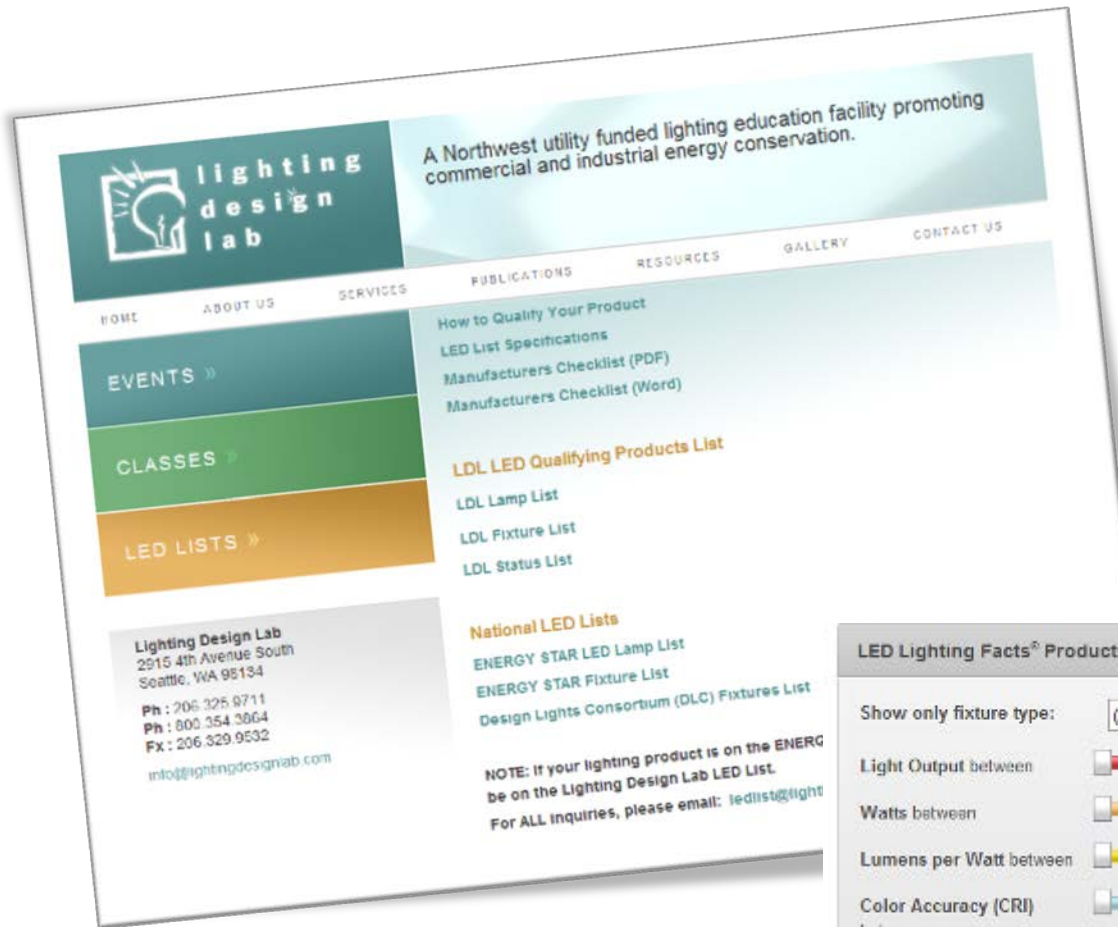 lighting
design
lab
A Northwest utility funded lighting education facility promoting
commercial and industrial energy conservation.
HOME ABOUT US SERVICES PUBLICATIONS RESOURCES GALLERY CONTACT US
EVENTS »
CLASSES »
LED LISTS »
Lighting Design Lab
2915 4th Avenue South
Seattle, WA 98134
Ph : 206.325.9711
Ph : 800.354.3864
Fx : 206.329.9532
info@lightingdesignlab.com
How to Qualify Your Product
LED List Specifications
Manufacturers Checklist (PDF)
Manufacturers Checklist (Word)
LDL LED Qualifying Products List
LDL Lamp List
LDL Fixture List
LDL Status List
National LED Lists
ENERGY STAR LED Lamp List
ENERGY STAR Fixture List
Design Lights Consortium (DLC) Fixtures List
NOTE: If your lighting product is on the ENERG
be on the Lighting Design Lab LED List.
For ALL inquiries, please email: ledlist@light
LED Lighting Facts® Product
Show only fixture type:
Light Output between
Watts between
Lumens per Watt between
Color Accuracy (CRI)